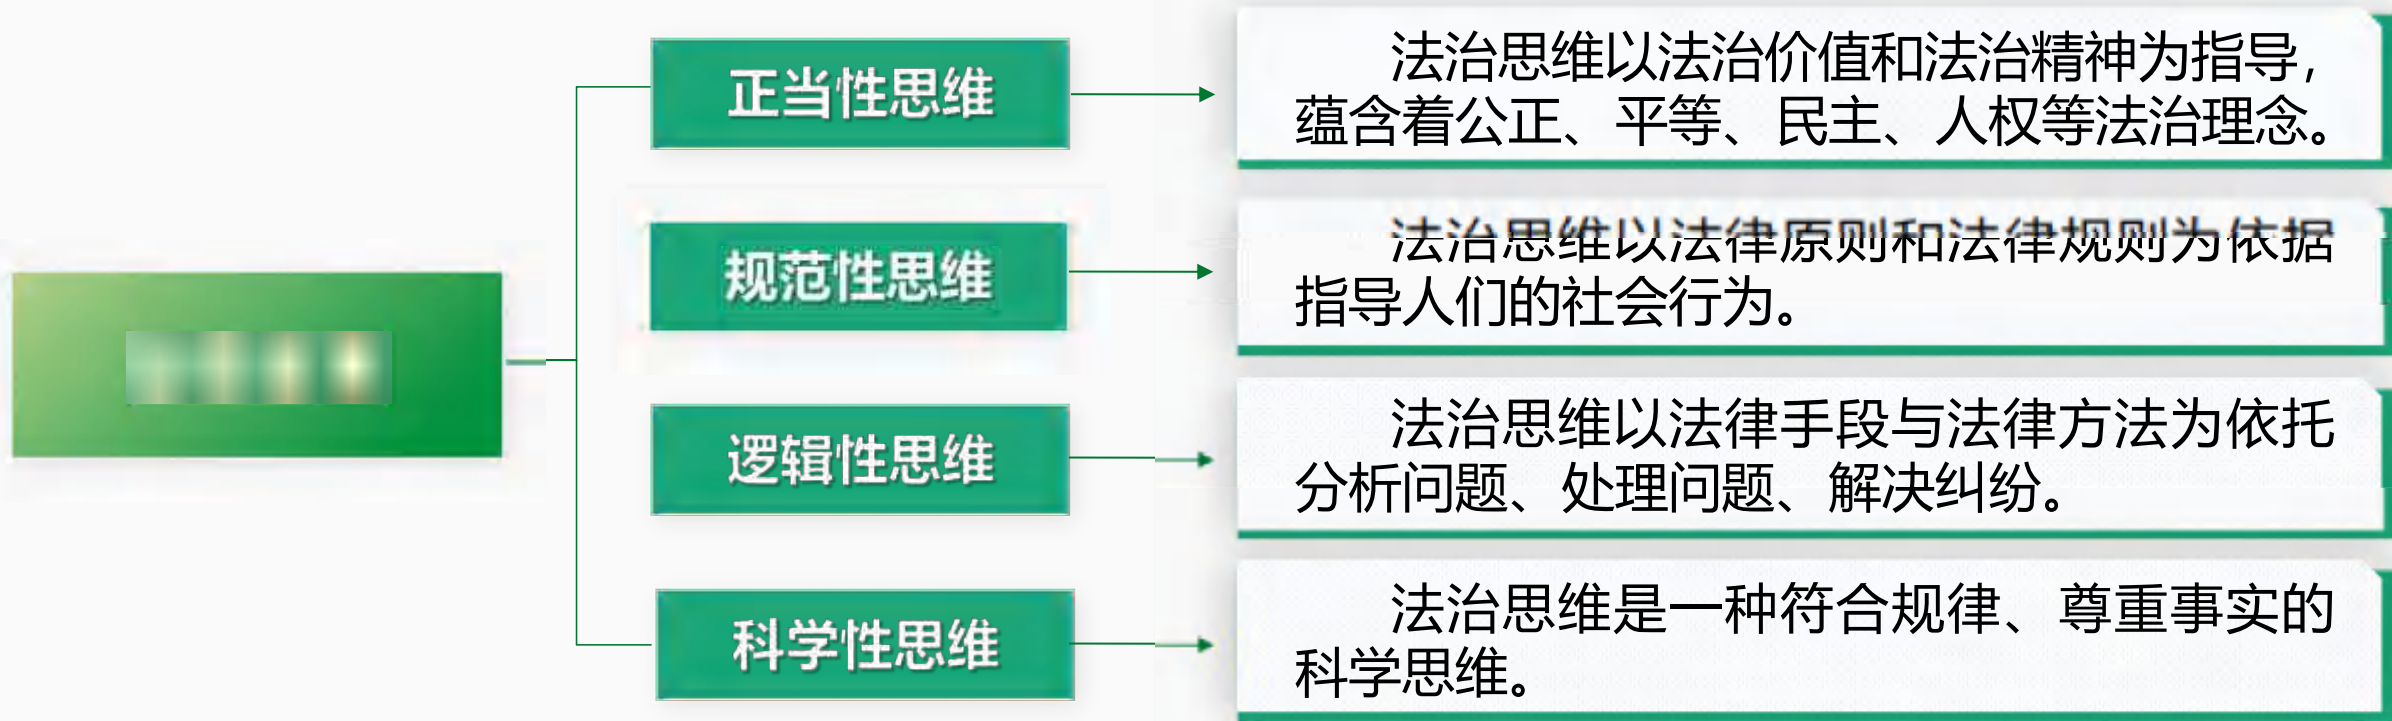 正当性思维
法治思维以法治价值和法治精神为指导,
蕴含着公正、平等、民主、人权等法治理念。
规范性思维
法治思维以法律原则和法律规则为依据
指导人们的社会行为。
逻辑性思维
法治思维以法律手段与法律方法为依托
分析问题、处理问题、解决纠纷。
科学性思维
法治思维是一种符合规律、尊重事实的
科学思维。